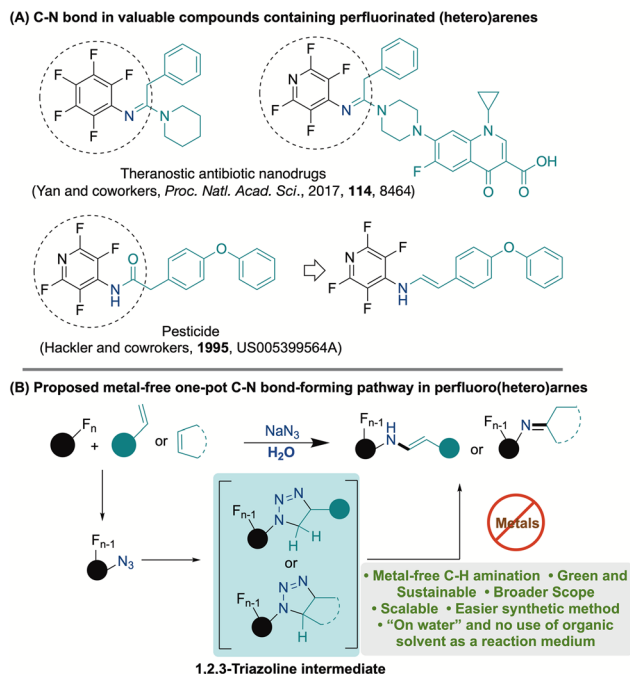 (A) C-N bond in valuable compounds containing perfluorinated (hetero)arenes
F
F
F
F
F
N
N
F
F
N
F
F
N
N
N
N
F
O
O
OH
Theranostic antibiotic nanodrugs
(Yan and coworkers, Proc. Natl. Acad. Sci., 2017, 114, 8464)
F
F
N
F
F
N
H
O
O
F
F
N
F
F
N
H
O
Pesticide
(Hackler and cowrokers, 1995, US005399564A)
(B) Proposed metal-free one-pot C-N bond-forming pathway in perfluoro(hetero)arnes
Fn
+
or
NaN3
H2O
Fn-1
H
N
or
Fn-1
N
Fn-1
N3
N
N
N
Fn-1
H
H
or
N
N
N
Fn-1
H
Metals
• Metal-free C-H amination • Green and
Sustainable • Broader Scope
• Scalable • Easier synthetic method
• “On water” and no use of organic
solvent as a reaction medium
1,2,3-Triazoline intermediate